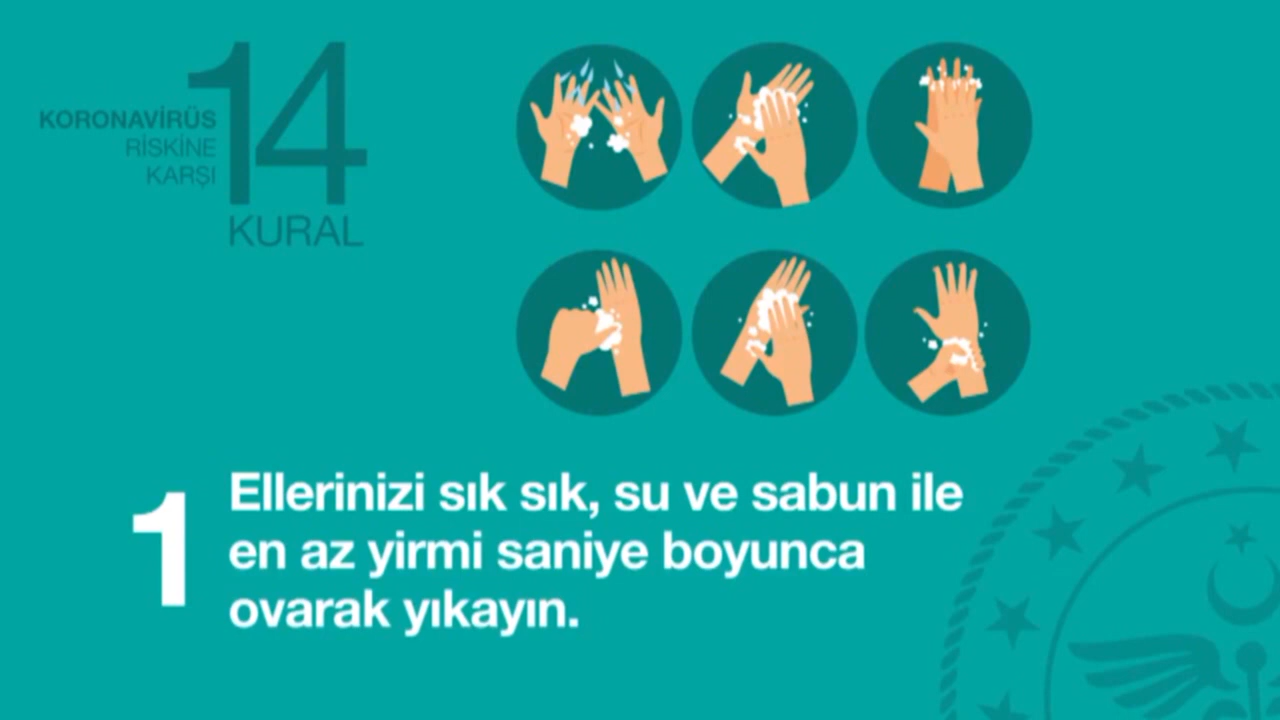 KORONAVİRÜS
RİSKİNE
KARŞI
14
KURAL
1
Ellerinizi sık sık, su ve sabun ile
en az yirmi saniye boyunca
ovarak yıkayın.